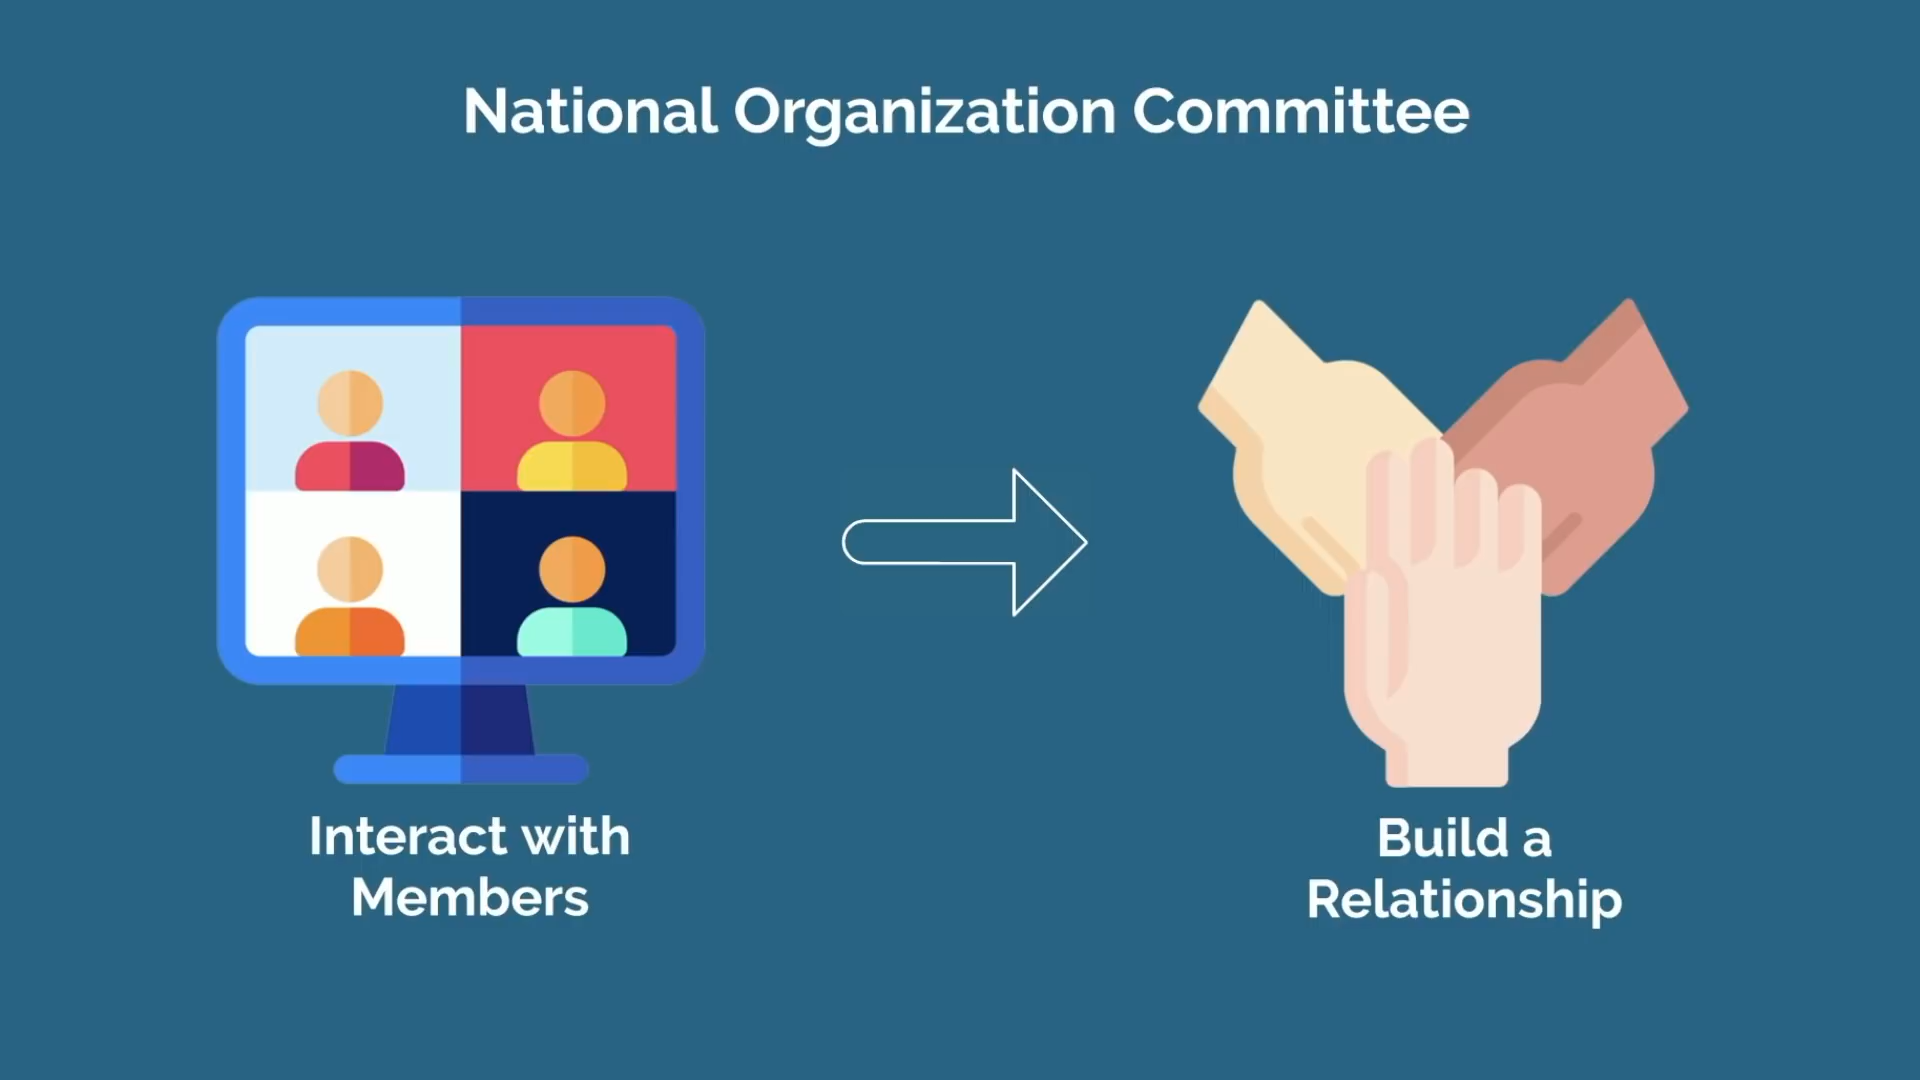 National Organization Committee
Interact with
Members
Build a
Relationship